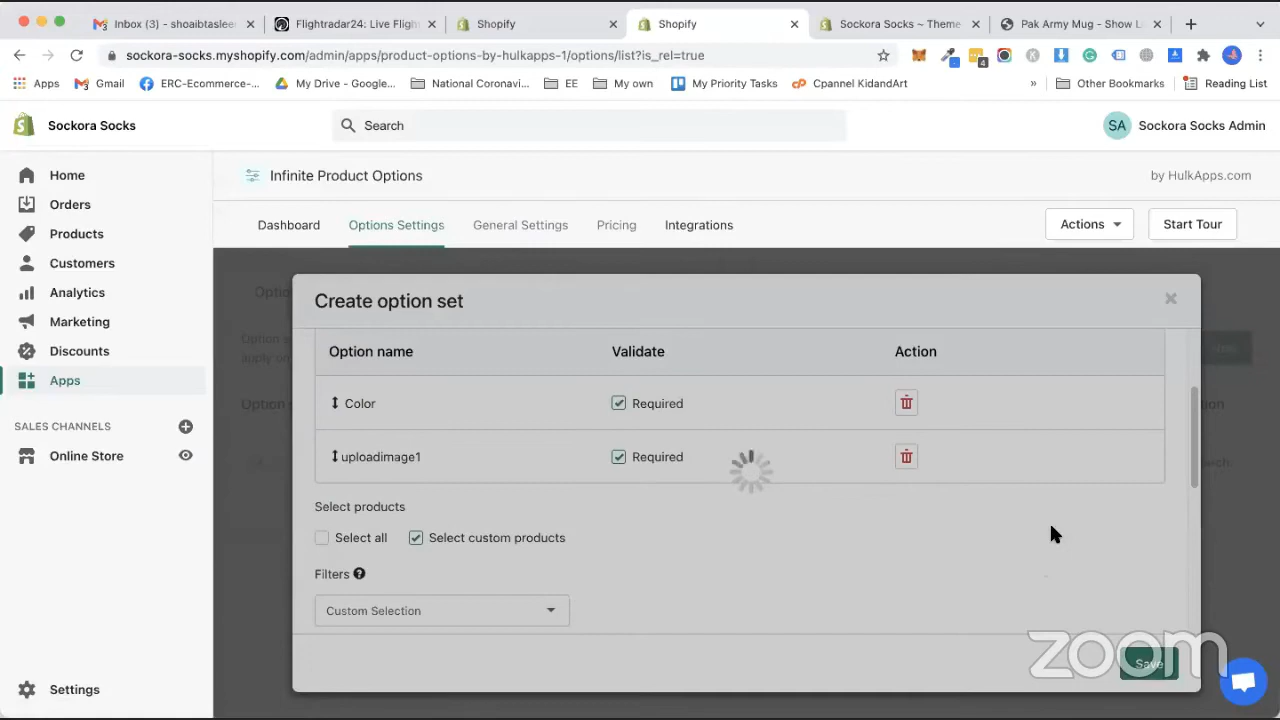 Inbox (3) - shoaibtaslee
Flightradar24: Live Fligh
Shopify
Shopify
Sockora Socks ~ Theme
Pak Army Mug - Show L
sockora-socks.myshopify.com/admin/apps/product-options-by-hulkapps-1/options/list?is_rel=true
4
Apps
Gmail
ERC-Ecommerce-...
My Drive - Google...
National Coronavi...
EE
My own
My Priority Tasks
Cpannel KidandArt
»
Other Bookmarks
Reading List
Sockora Socks
Search
SA
Sockora Socks Admin
Home
Orders
Products
Customers
Analytics
Marketing
Discounts
Apps
SALES CHANNELS
Online Store
Settings
Infinite Product Options
by HulkApps.com
Dashboard
Options Settings
General Settings
Pricing
Integrations
Actions
Start Tour
Create option set
Option name
Validate
Action
Color
Required
uploadimage1
Required
Select products
Select all
Select custom products
Filters
Custom Selection
Save
zoom